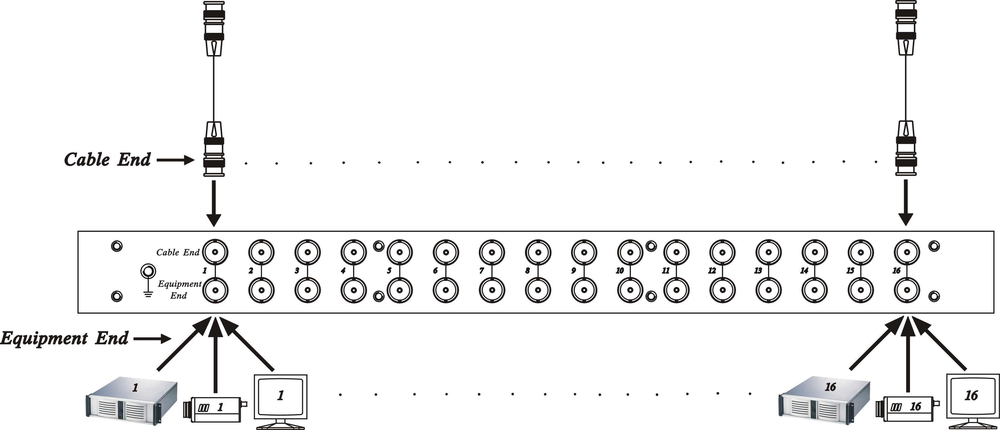 Cable End
Cable End
1 2 3 4 5 6 7 8 9 10 11 12 13 14 15 16
Equipment
End
Equipment End
1 1 1 16 16 16